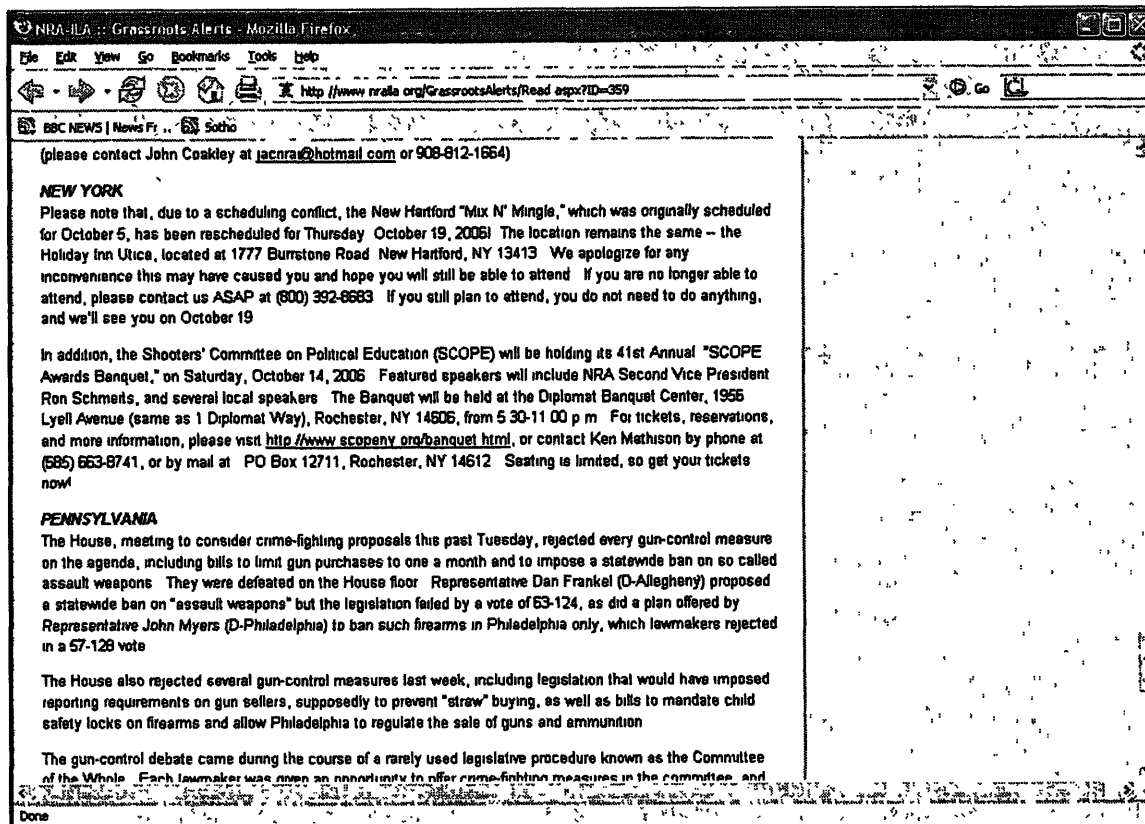 NRA-ILA :: Grassroots Alerts - Mozilla Firefox
File Edit View Go Bookmarks Tools Help
http //www nraila org/GrassrootsAlerts/Read aspx?ID=359 Go
BBC NEWS | News Fr .. Sotho
(please contact John Coakley at jacnra@hotmail com or 908-812-1664)
NEW YORK
Please note that, due to a scheduling conflict, the New Hartford "Mix N' Mingle," which was originally scheduled
for October 5, has been rescheduled for Thursday October 19, 2006! The location remains the same -- the
Holiday Inn Utica, located at 1777 Burrstone Road New Hartford, NY 13413 We apologize for any
inconvenience this may have caused you and hope you will still be able to attend If you are no longer able to
attend, please contact us ASAP at (800) 392-8683 If you still plan to attend, you do not need to do anything,
and we'll see you on October 19
In addition, the Shooters' Committee on Political Education (SCOPE) will be holding its 41st Annual "SCOPE
Awards Banquet," on Saturday, October 14, 2006 Featured speakers will include NRA Second Vice President
Ron Schmeits, and several local speakers The Banquet will be held at the Diplomat Banquet Center, 1956
Lyell Avenue (same as 1 Diplomat Way), Rochester, NY 14606, from 5 30-11 00 p m For tickets, reservations,
and more information, please visit http //www scopeny org/banquet html, or contact Ken Mathison by phone at
(585) 663-8741, or by mail at PO Box 12711, Rochester, NY 14612 Seating is limited, so get your tickets
now!
PENNSYLVANIA
The House, meeting to consider crime-fighting proposals this past Tuesday, rejected every gun-control measure
on the agenda, including bills to limit gun purchases to one a month and to impose a statewide ban on so called
assault weapons They were defeated on the House floor Representative Dan Frankel (D-Allegheny) proposed
a statewide ban on "assault weapons" but the legislation failed by a vote of 63-124, as did a plan offered by
Representative John Myers (D-Philadelphia) to ban such firearms in Philadelphia only, which lawmakers rejected
in a 57-128 vote
The House also rejected several gun-control measures last week, including legislation that would have imposed
reporting requirements on gun sellers, supposedly to prevent "straw" buying, as well as bills to mandate child
safety locks on firearms and allow Philadelphia to regulate the sale of guns and ammunition
The gun-control debate came during the course of a rarely used legislative procedure known as the Committee
of the Whole Each lawmaker was given an opportunity to offer crime-fighting measures in the committee, and
Done